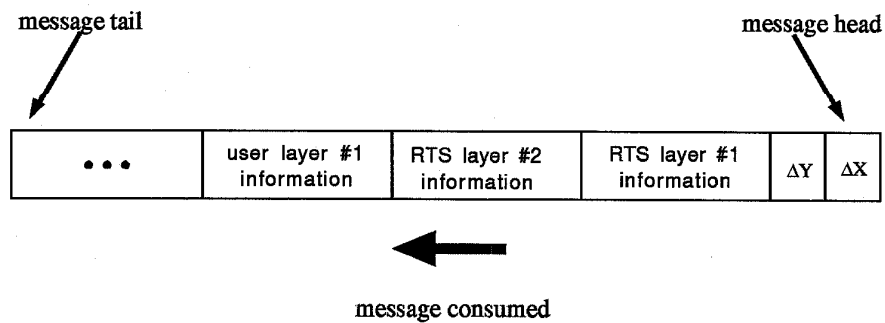 message tail
message head
• • •
user layer #1
information
RTS layer #2
information
RTS layer #1
information
ΔY
ΔX
message consumed